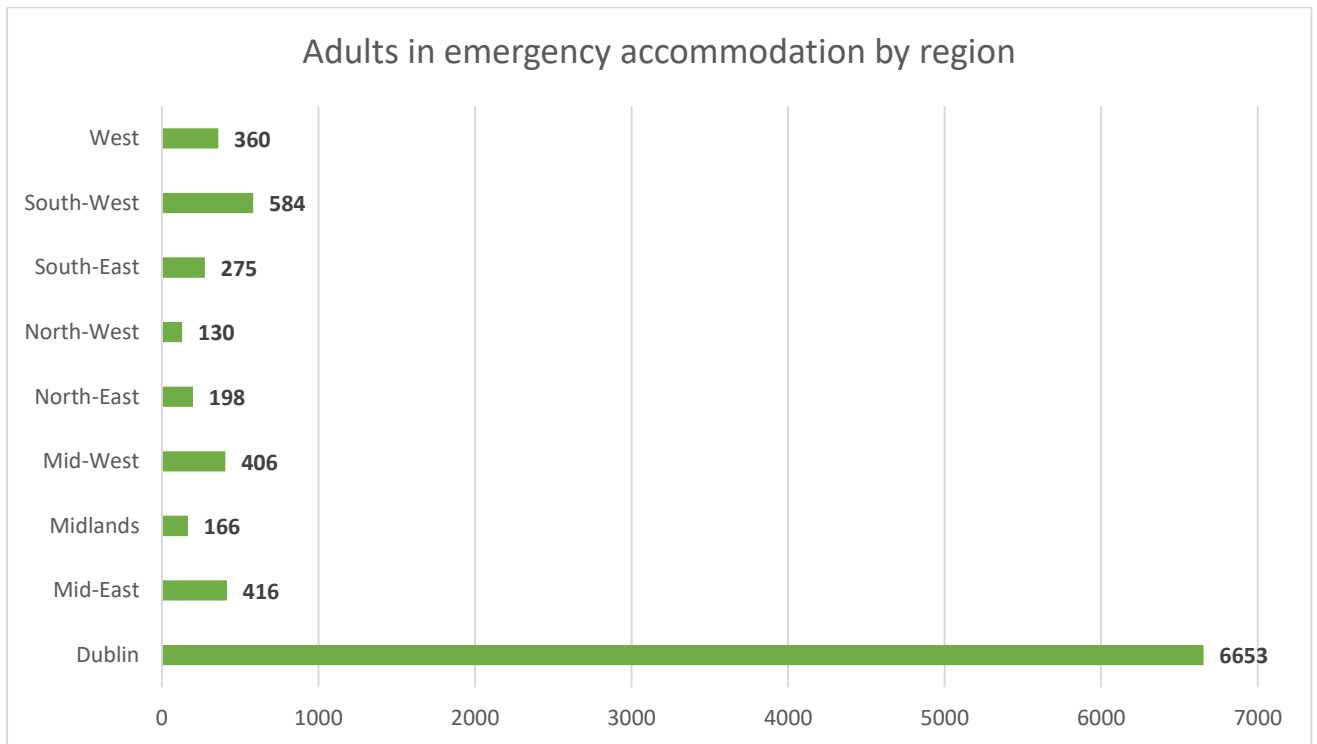 Adults in emergency accommodation by region
West 360
South-West 584
South-East 275
North-West 130
North-East 198
Mid-West 406
Midlands 166
Mid-East 416
Dublin 6653
0 1000 2000 3000 4000 5000 6000 7000